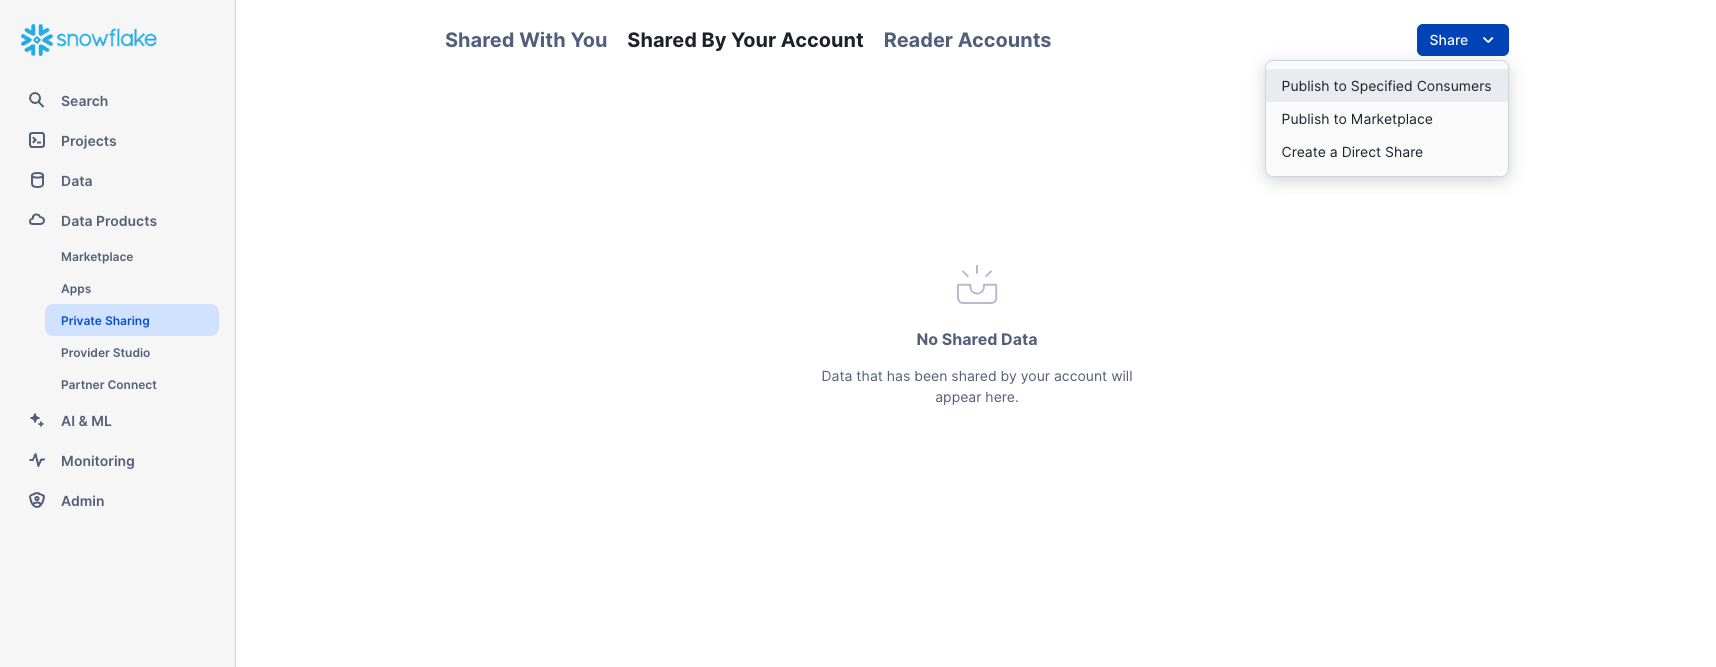 snowflake
Search
Projects
Data
Data Products
Marketplace
Apps
Private Sharing
Provider Studio
Partner Connect
AI & ML
Monitoring
Admin
Shared With You Shared By Your Account Reader Accounts
Share
Publish to Specified Consumers
Publish to Marketplace
Create a Direct Share
No Shared Data
Data that has been shared by your account will
appear here.